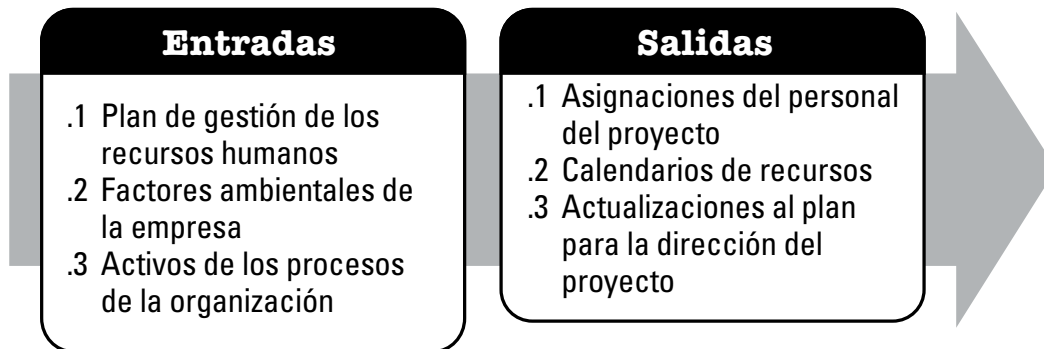 Entradas
.1 Plan de gestión de los
recursos humanos
.2 Factores ambientales de
la empresa
.3 Activos de los procesos
de la organización
Salidas
.1 Asignaciones del personal
del proyecto
.2 Calendarios de recursos
.3 Actualizaciones al plan
para la dirección del
proyecto